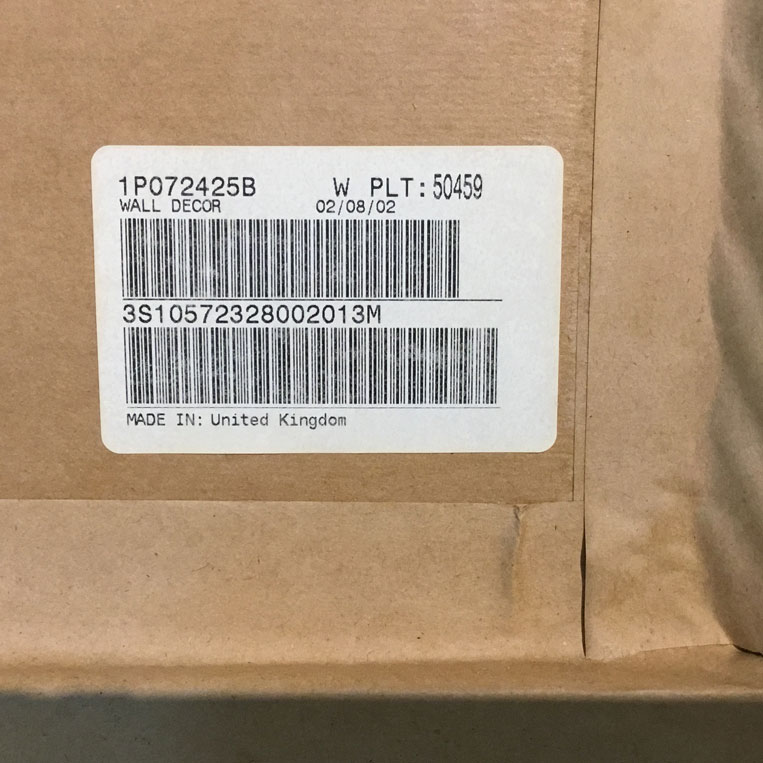 1P072425B W PLT: 50459
WALL DECOR 02/08/02
3S10572328002013M
MADE IN: United Kingdom